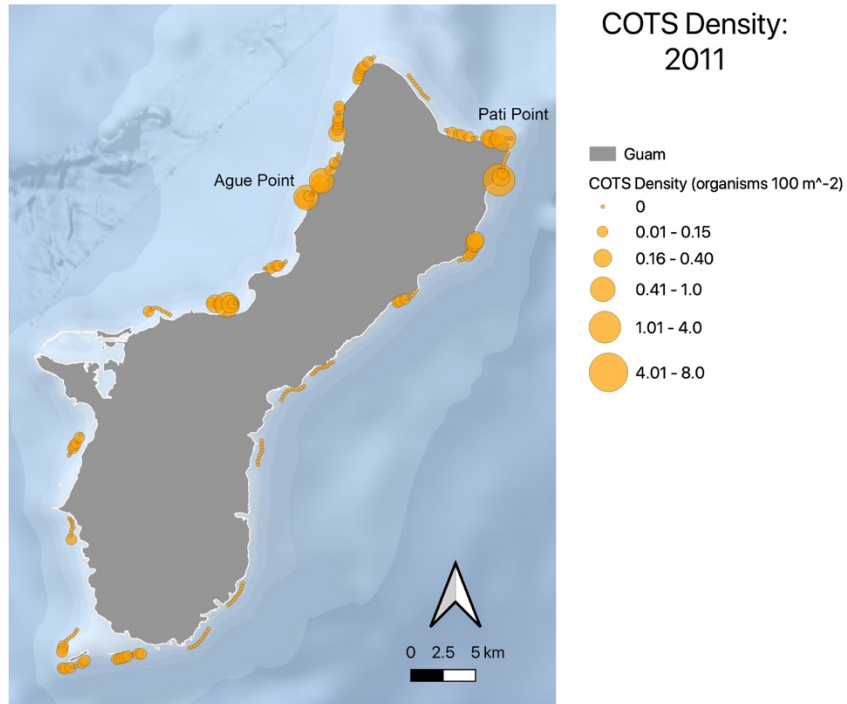 COTS Density:
2011
Pati Point
Ague Point
Guam
COTS Density (organisms 100 m^-2)
0
0.01 - 0.15
0.16 - 0.40
0.41 - 1.0
1.01 - 4.0
4.01 - 8.0
0 2.5 5 km